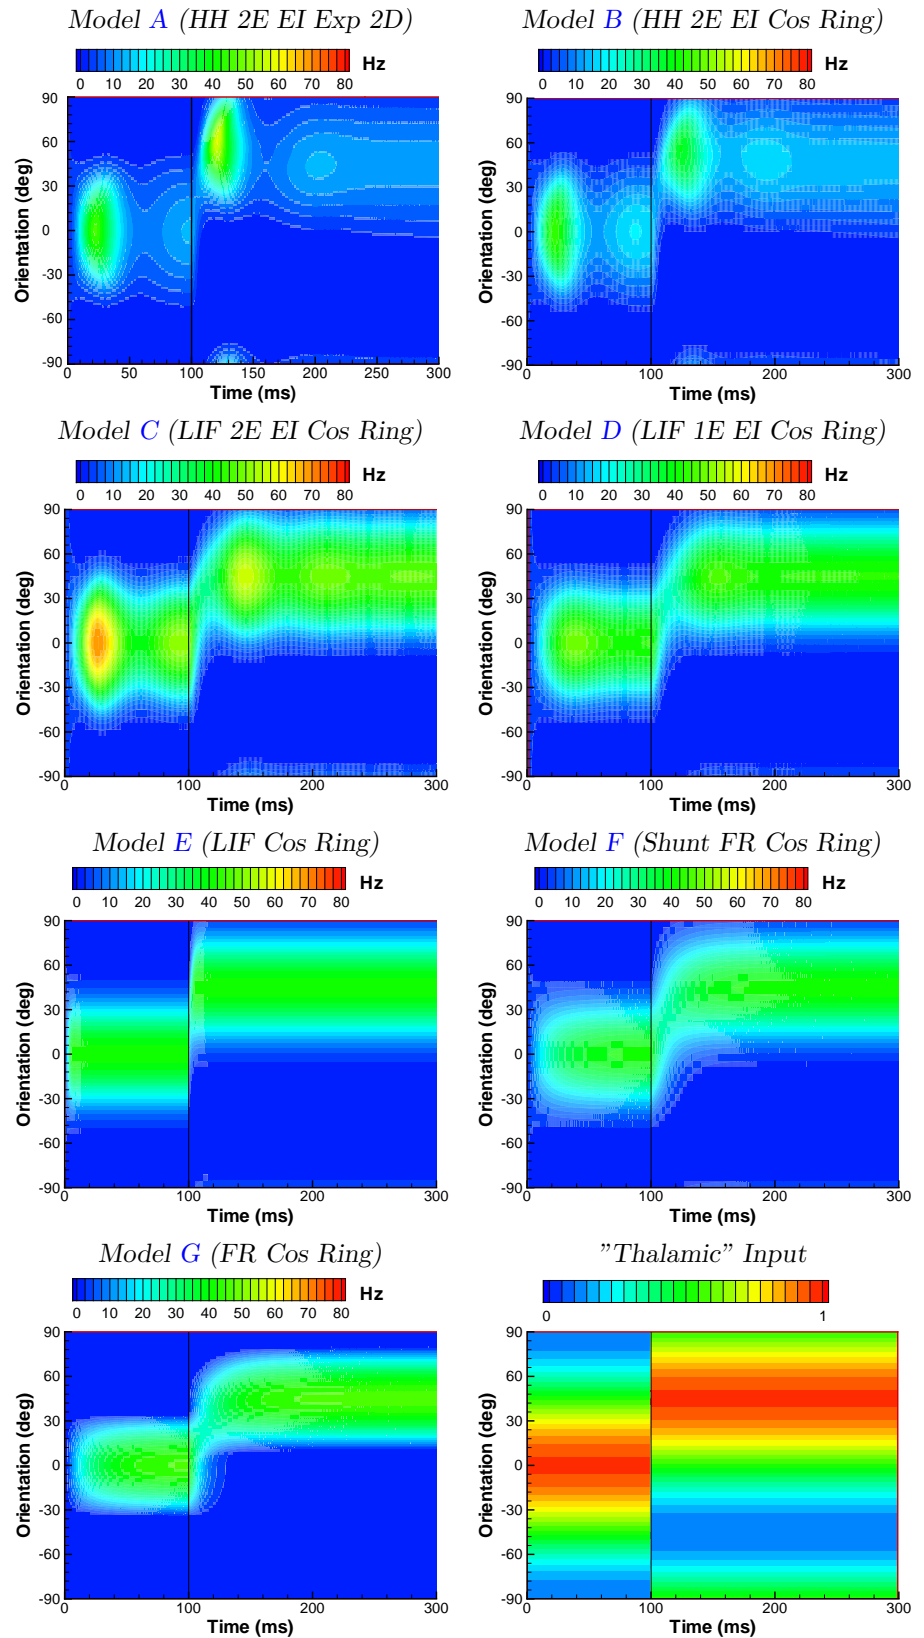 Model A (HH 2E EI Exp 2D)
Hz
0 10 20 30 40 50 60 70 80
Orientation (deg)
90
60
30
0
-30
-60
-90
0 50 100 150 200 250 300
Time (ms)
Model B (HH 2E EI Cos Ring)
Hz
0 10 20 30 40 50 60 70 80
Orientation (deg)
90
60
30
0
-30
-60
-90
0 100 200 300
Time (ms)
Model C (LIF 2E EI Cos Ring)
Hz
0 10 20 30 40 50 60 70 80
Orientation (deg)
90
60
30
0
-30
-60
-90
0 100 200 300
Time (ms)
Model D (LIF 1E EI Cos Ring)
Hz
0 10 20 30 40 50 60 70 80
Orientation (deg)
90
60
30
0
-30
-60
-90
0 100 200 300
Time (ms)
Model E (LIF Cos Ring)
Hz
0 10 20 30 40 50 60 70 80
Orientation (deg)
90
60
30
0
-30
-60
-90
0 100 200 300
Time (ms)
Model F (Shunt FR Cos Ring)
Hz
0 10 20 30 40 50 60 70 80
Orientation (deg)
90
60
30
0
-30
-60
-90
0 100 200 300
Time (ms)
Model G (FR Cos Ring)
Hz
0 10 20 30 40 50 60 70 80
Orientation (deg)
90
60
30
0
-30
-60
-90
0 100 200 300
Time (ms)
"Thalamic" Input
0 1
Orientation (deg)
90
60
30
0
-30
-60
-90
0 100 200 300
Time (ms)